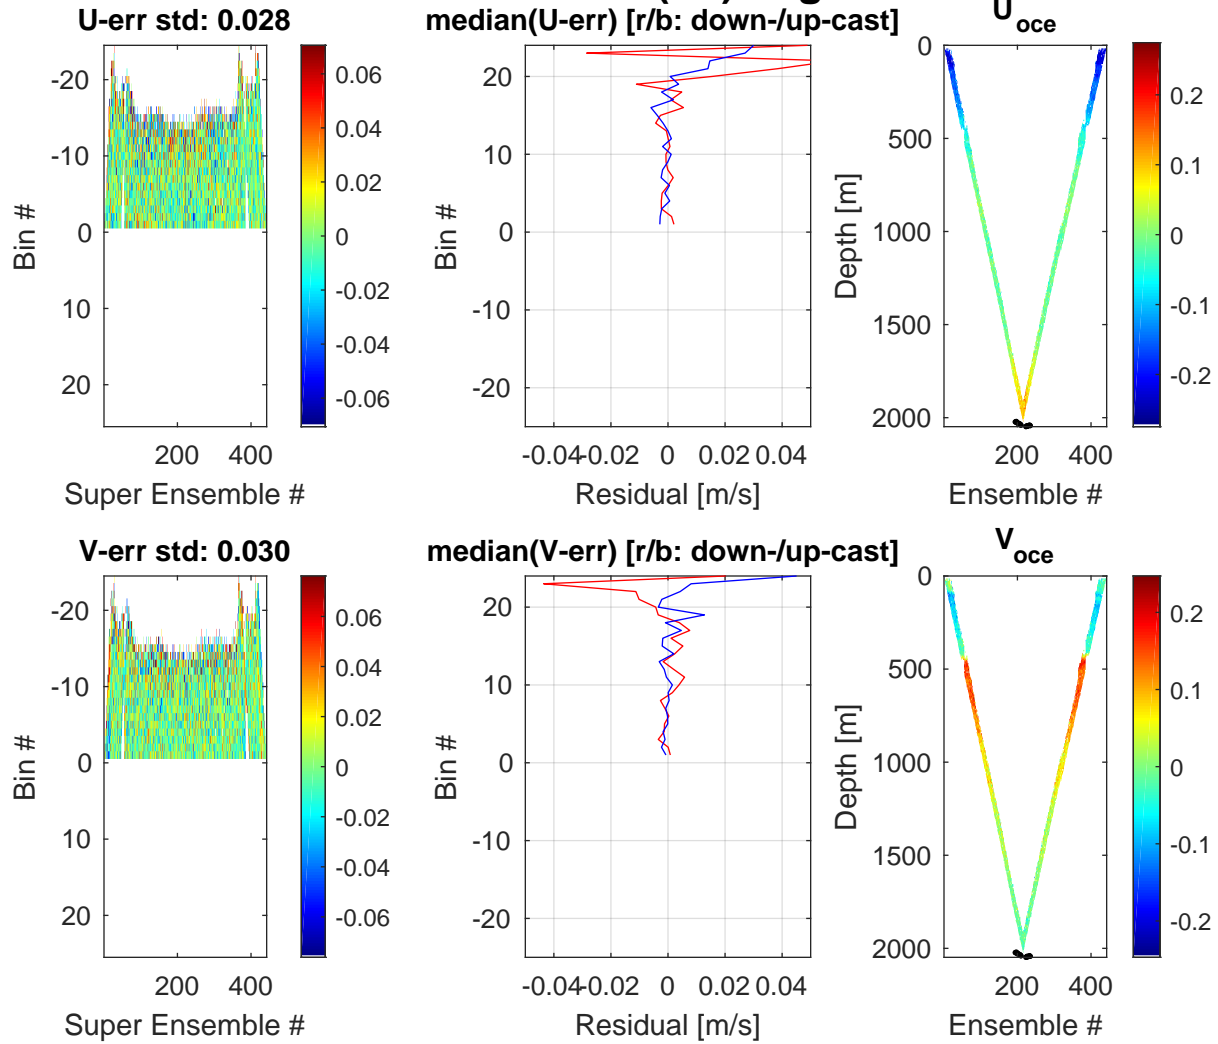 U-err std: 0.028
median(U-err) [r/b: down-/up-cast]
U_oce
-20
-10
0
10
20
Bin #
200 400
Super Ensemble #
0.06
0.04
0.02
0
-0.02
-0.04
-0.06
20
10
0
-10
-20
Bin #
-0.04 -0.02 0 0.02 0.04
Residual [m/s]
0
500
1000
1500
2000
Depth [m]
0 200 400
Ensemble #
0.2
0.1
0
-0.1
-0.2
V-err std: 0.030
median(V-err) [r/b: down-/up-cast]
V_oce
-20
-10
0
10
20
Bin #
200 400
Super Ensemble #
0.06
0.04
0.02
0
-0.02
-0.04
-0.06
20
10
0
-10
-20
Bin #
-0.04 -0.02 0 0.02 0.04
Residual [m/s]
0
500
1000
1500
2000
Depth [m]
0 200 400
Ensemble #
0.2
0.1
0
-0.1
-0.2